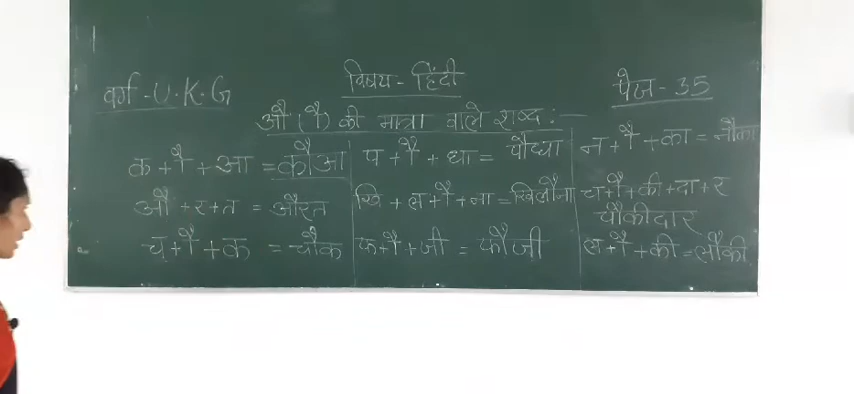 वर्ग - U.K.G
विषय - हिंदी
पेज - 35
औ (ौ) की मात्रा वाले शब्द :—
क + ौ + आ = कौआ
औ + र + त = औरत
च + ौ + क = चौक
प + ौ + धा = पौधा
खि + ल + ौ + ना = खिलौना
फ + ौ + जी = फौजी
न + ौ + का = नौका
च + ौ + की + दा + र
चौकीदार
ल + ौ + की = लौकी